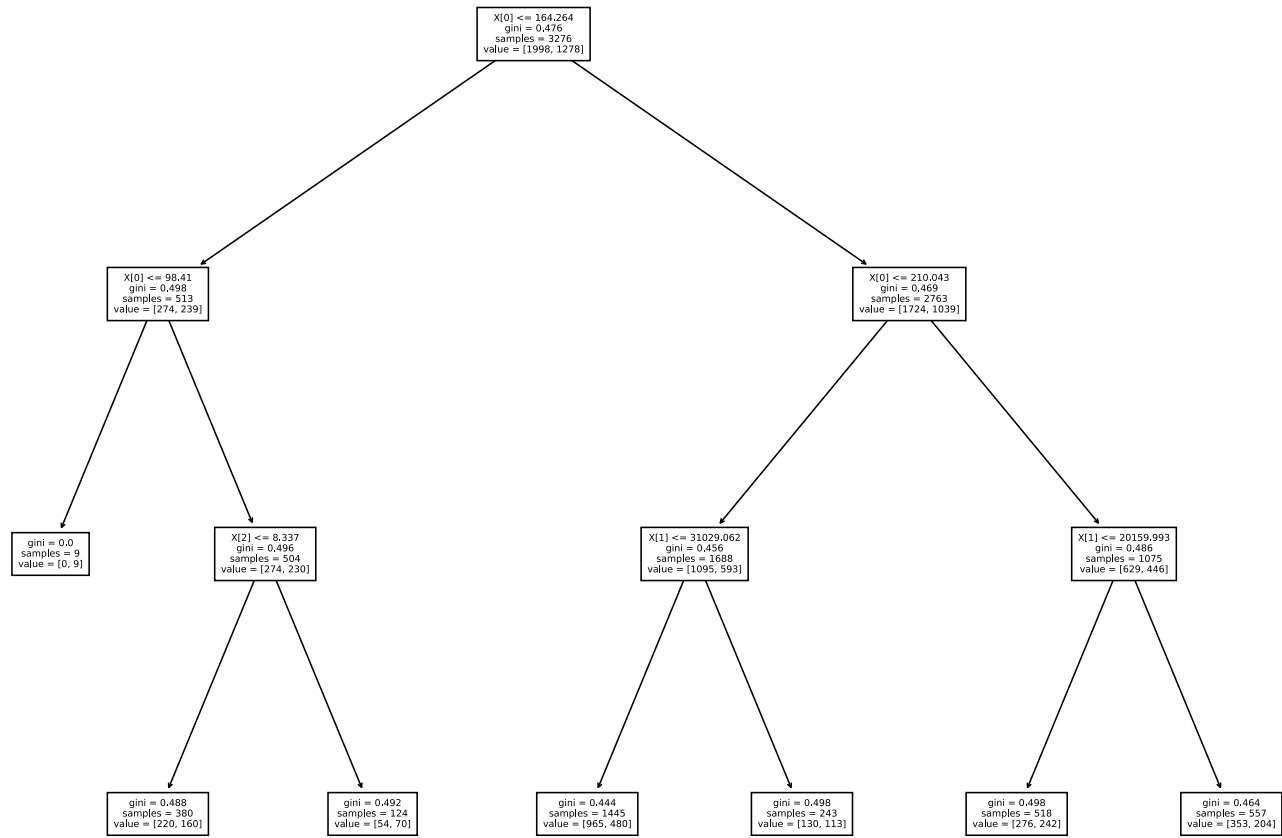 X[0] <= 164.264
gini = 0.476
samples = 3276
value = [1998, 1278]
X[0] <= 98.41
gini = 0.498
samples = 513
value = [274, 239]
X[0] <= 210.043
gini = 0.469
samples = 2763
value = [1724, 1039]
gini = 0.0
samples = 9
value = [0, 9]
X[2] <= 8.337
gini = 0.496
samples = 504
value = [274, 230]
X[1] <= 31029.062
gini = 0.456
samples = 1688
value = [1095, 593]
X[1] <= 20159.993
gini = 0.486
samples = 1075
value = [629, 446]
gini = 0.488
samples = 380
value = [220, 160]
gini = 0.492
samples = 124
value = [54, 70]
gini = 0.444
samples = 1445
value = [965, 480]
gini = 0.498
samples = 243
value = [130, 113]
gini = 0.498
samples = 518
value = [276, 242]
gini = 0.464
samples = 557
value = [353, 204]